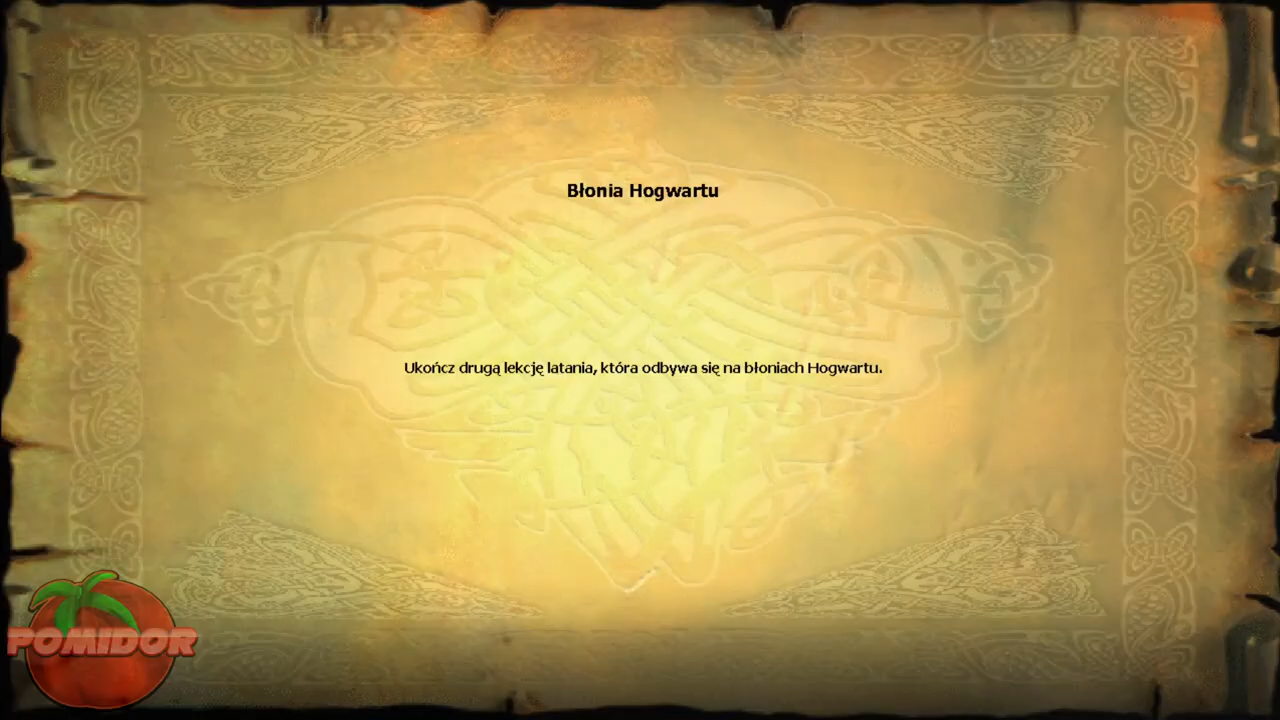 Błonia Hogwartu
Ukończ drugą lekcję latania, która odbywa się na błoniach Hogwartu.
POMIDOR